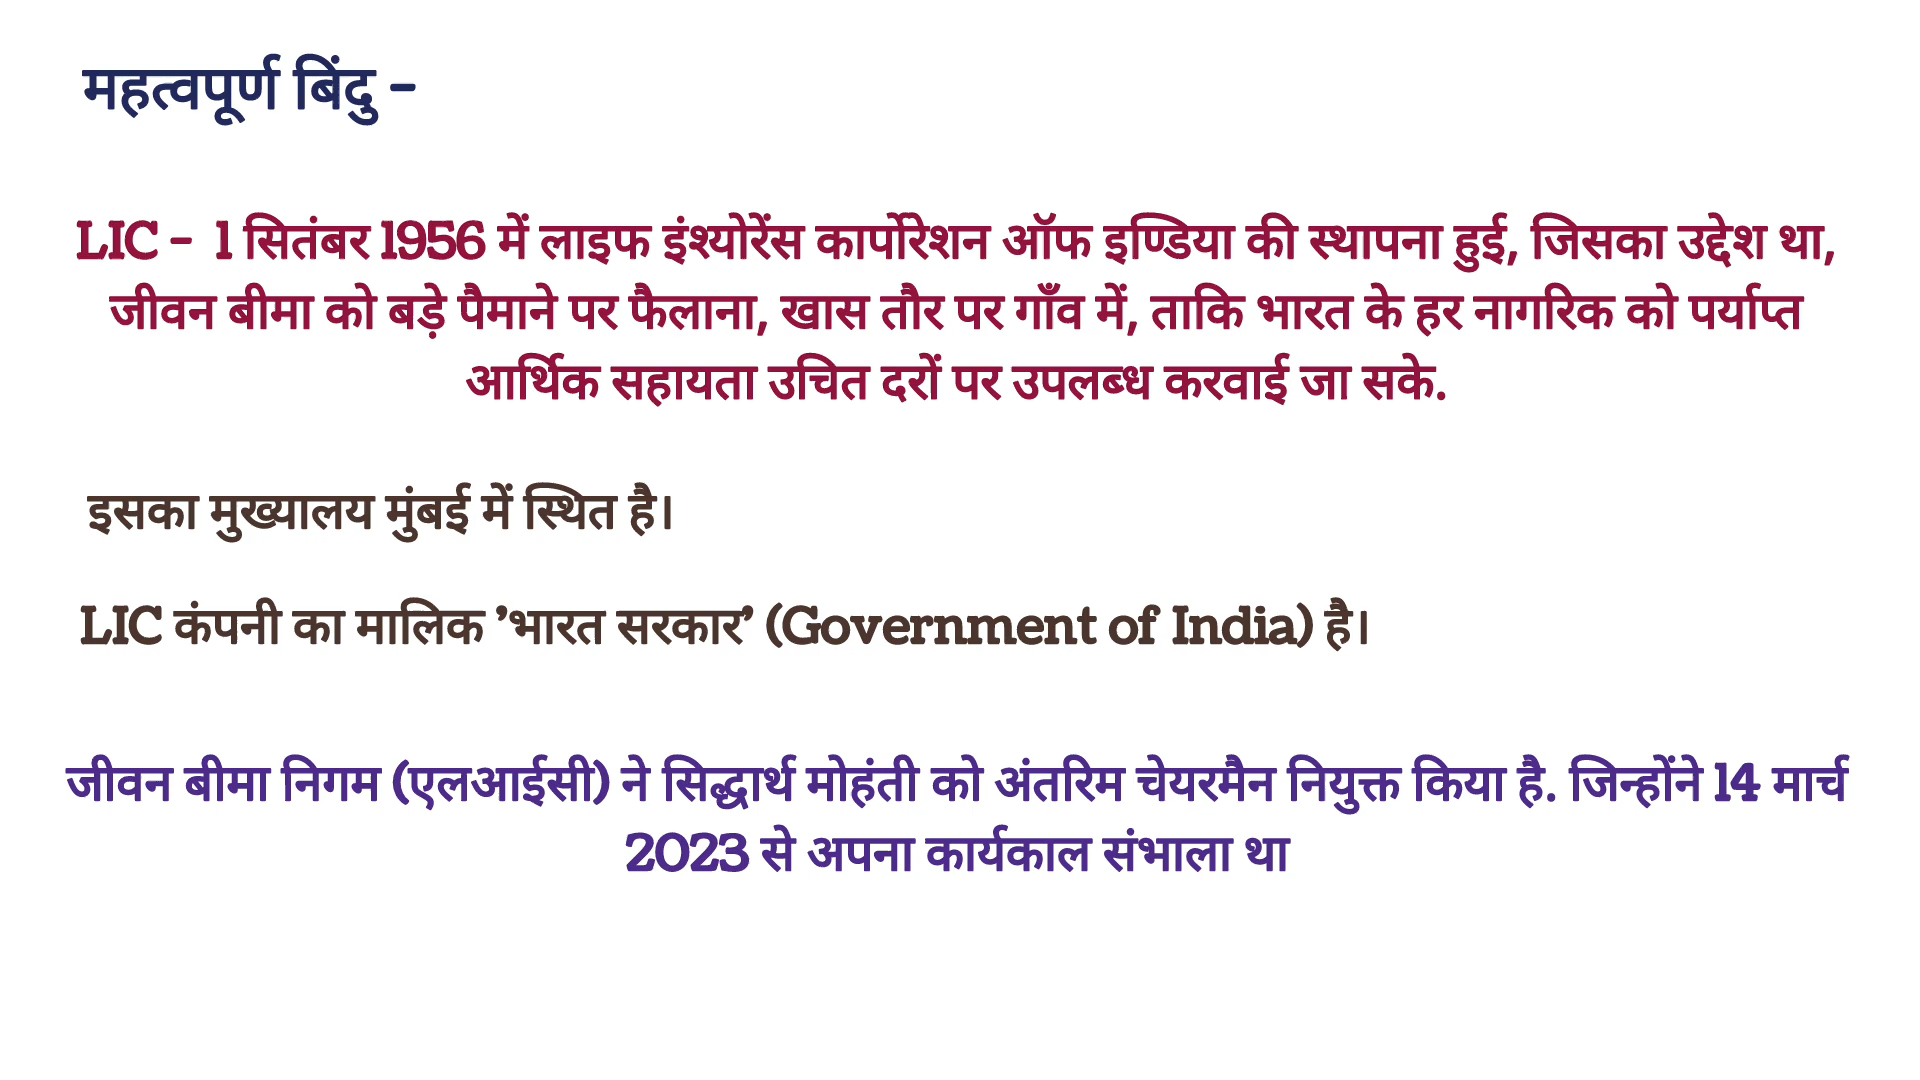 महत्वपूर्ण बिंदु -
LIC - 1 सितंबर 1956 में लाइफ इंश्योरेंस कार्पोरेशन ऑफ इण्डिया की स्थापना हुई, जिसका उद्देश था,
जीवन बीमा को बड़े पैमाने पर फैलाना, खास तौर पर गाँव में, ताकि भारत के हर नागरिक को पर्याप्त
आर्थिक सहायता उचित दरों पर उपलब्ध करवाई जा सके.
इसका मुख्यालय मुंबई में स्थित है।
LIC कंपनी का मालिक ’भारत सरकार’ (Government of India) है।
जीवन बीमा निगम (एलआईसी) ने सिद्धार्थ मोहंती को अंतरिम चेयरमैन नियुक्त किया है. जिन्होंने 14 मार्च
2023 से अपना कार्यकाल संभाला था